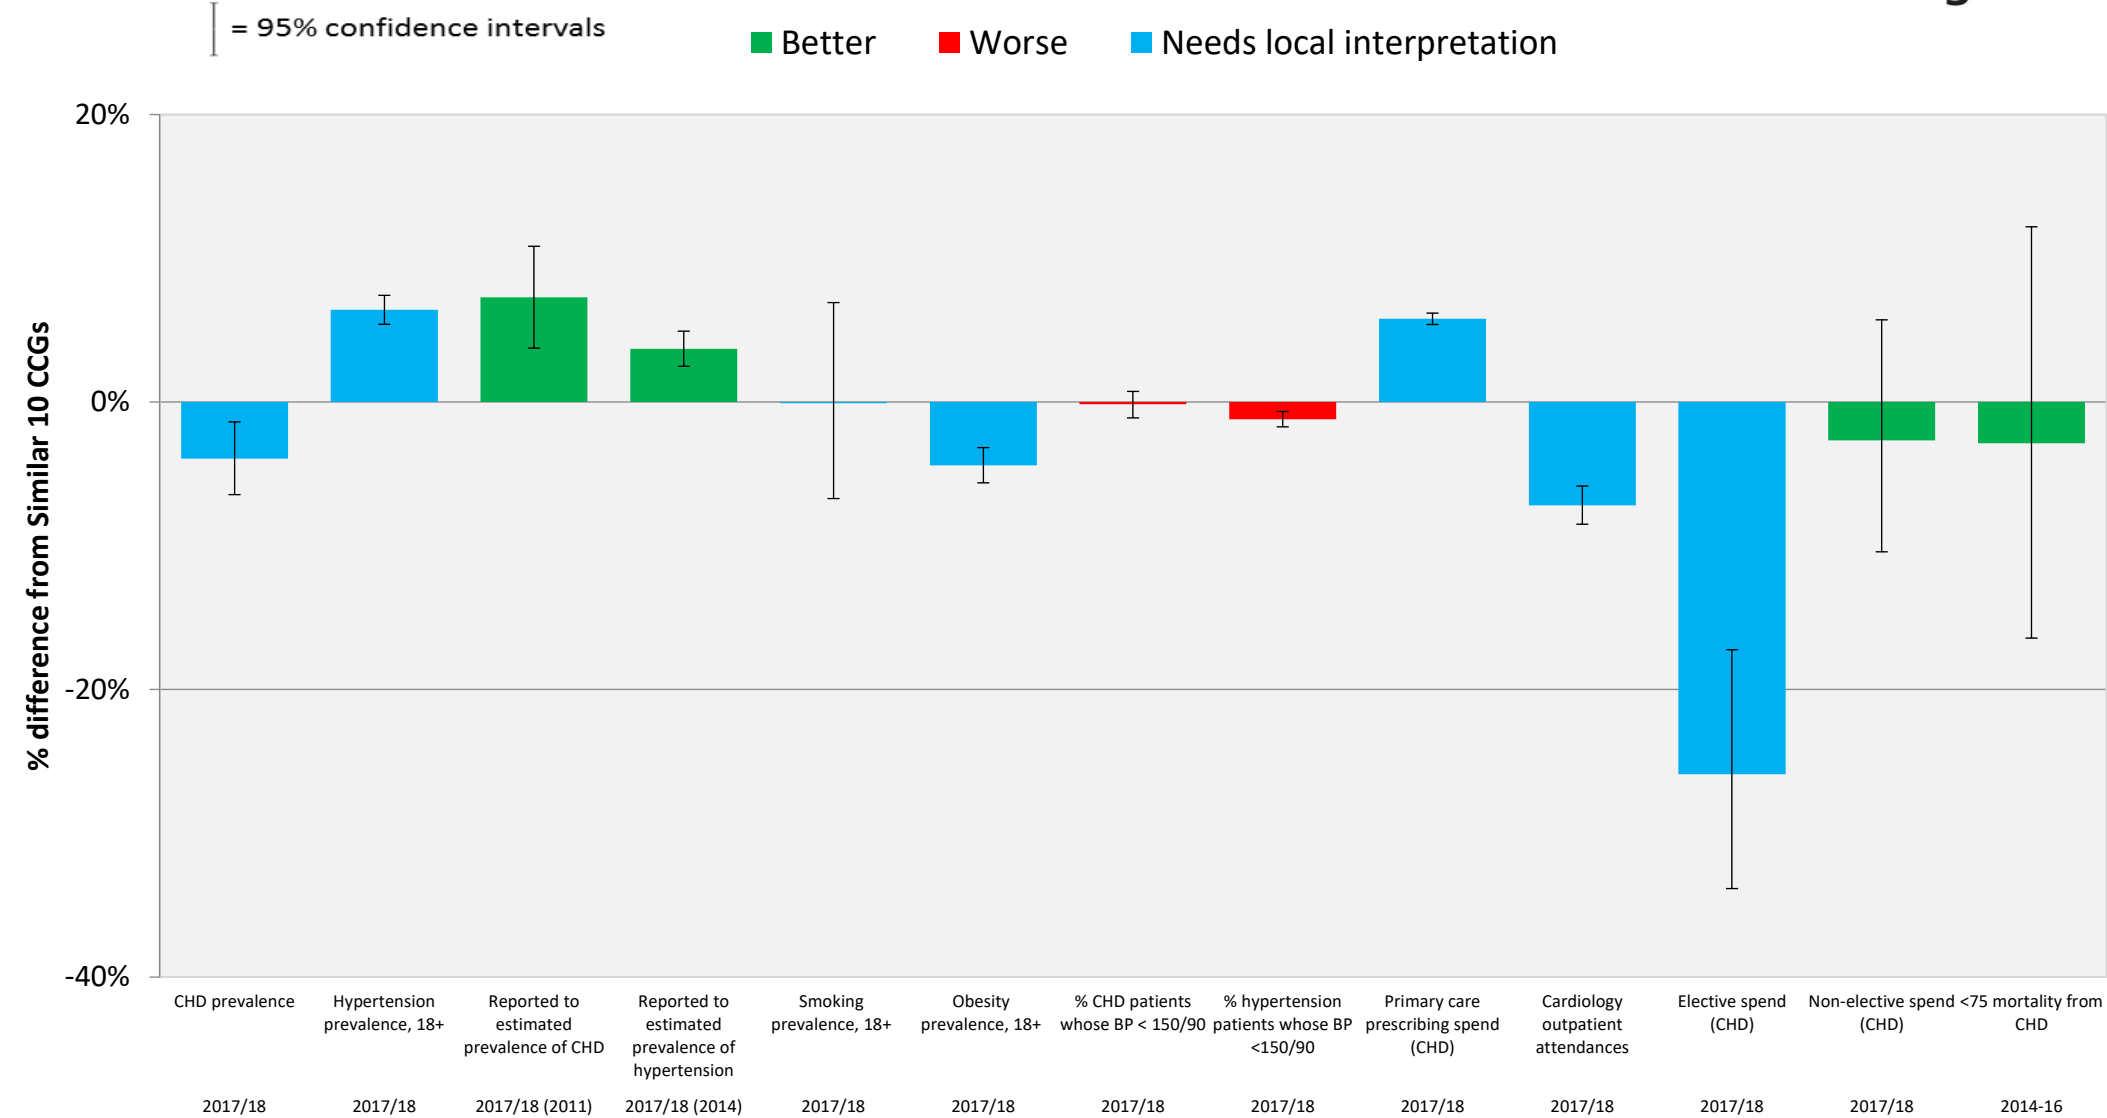 = 95% confidence intervals
Better
Worse
Needs local interpretation
20%
0%
-20%
-40%
% difference from Similar 10 CCGs
CHD prevalence
2017/18
Hypertension
prevalence, 18+
2017/18
Reported to
estimated
prevalence of CHD
2017/18 (2011)
Reported to
estimated
prevalence of
hypertension
2017/18 (2014)
Smoking
prevalence, 18+
2017/18
Obesity
prevalence, 18+
2017/18
% CHD patients
whose BP < 150/90
2017/18
% hypertension
patients whose BP
<150/90
2017/18
Primary care
prescribing spend
(CHD)
2017/18
Cardiology
outpatient
attendances
2017/18
Elective spend
(CHD)
2017/18
Non-elective spend
(CHD)
2017/18
<75 mortality from
CHD
2014-16